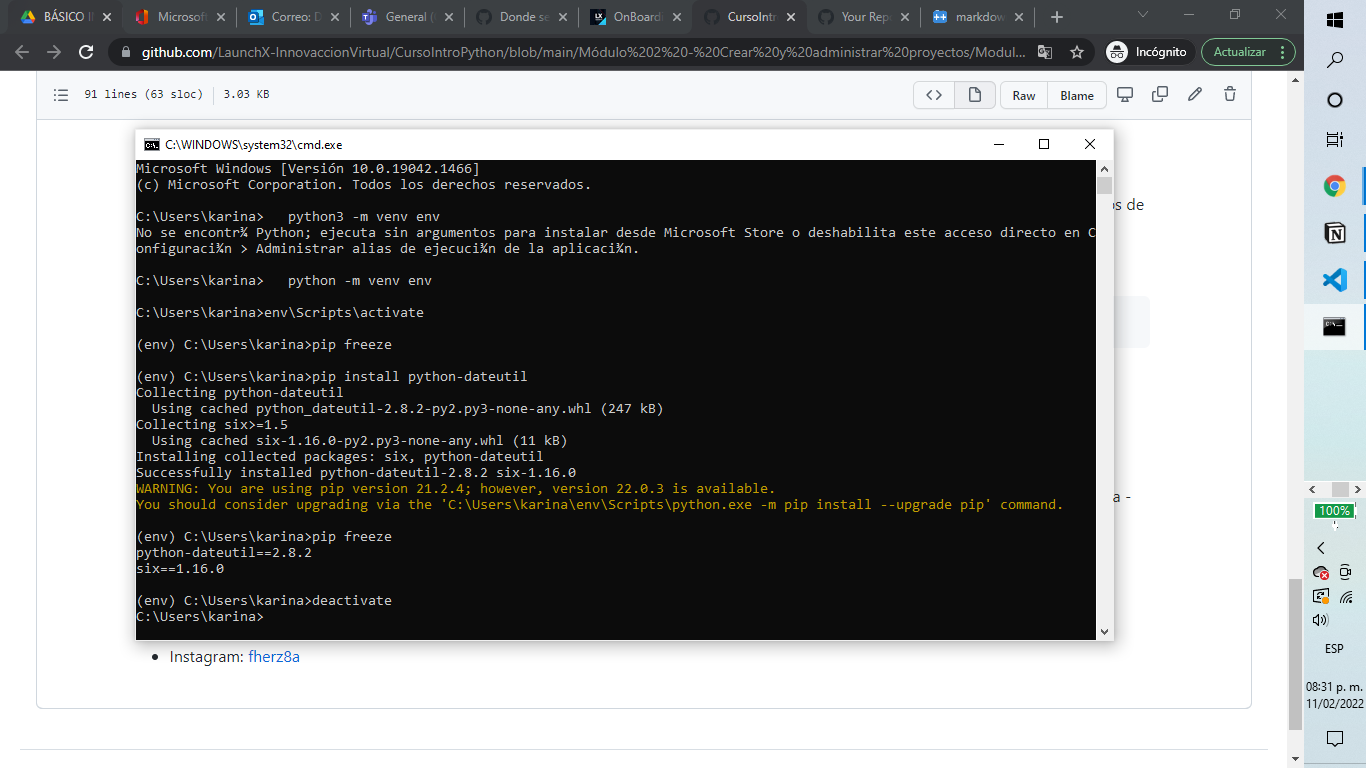 BÁSICO I
Microsof
Correo: D
General (
Donde se
OnBoardi
CursoIntr
Your Rep
markdow
github.com/LaunchX-InnovaccionVirtual/CursoIntroPython/blob/main/Módulo%202%20-%20Crear%20y%20administrar%20proyectos/Modul...
Incógnito
Actualizar
91 lines (63 sloc)
3.03 KB
Raw
Blame
C:\WINDOWS\system32\cmd.exe
Microsoft Windows [Versión 10.0.19042.1466]
(c) Microsoft Corporation. Todos los derechos reservados.
C:\Users\karina>   python3 -m venv env
No se encontr¾ Python; ejecuta sin argumentos para instalar desde Microsoft Store o deshabilita este acceso directo en C
onfiguraci¾n > Administrar alias de ejecuci¾n de la aplicaci¾n.
C:\Users\karina>   python -m venv env
C:\Users\karina>env\Scripts\activate
(env) C:\Users\karina>pip freeze
(env) C:\Users\karina>pip install python-dateutil
Collecting python-dateutil
  Using cached python_dateutil-2.8.2-py2.py3-none-any.whl (247 kB)
Collecting six>=1.5
  Using cached six-1.16.0-py2.py3-none-any.whl (11 kB)
Installing collected packages: six, python-dateutil
Successfully installed python-dateutil-2.8.2 six-1.16.0
WARNING: You are using pip version 21.2.4; however, version 22.0.3 is available.
You should consider upgrading via the 'C:\Users\karina\env\Scripts\python.exe -m pip install --upgrade pip' command.
(env) C:\Users\karina>pip freeze
python-dateutil==2.8.2
six==1.16.0
(env) C:\Users\karina>deactivate
C:\Users\karina>
s de
a -
• Instagram: fherz8a
100%
ESP
08:31 p. m.
11/02/2022